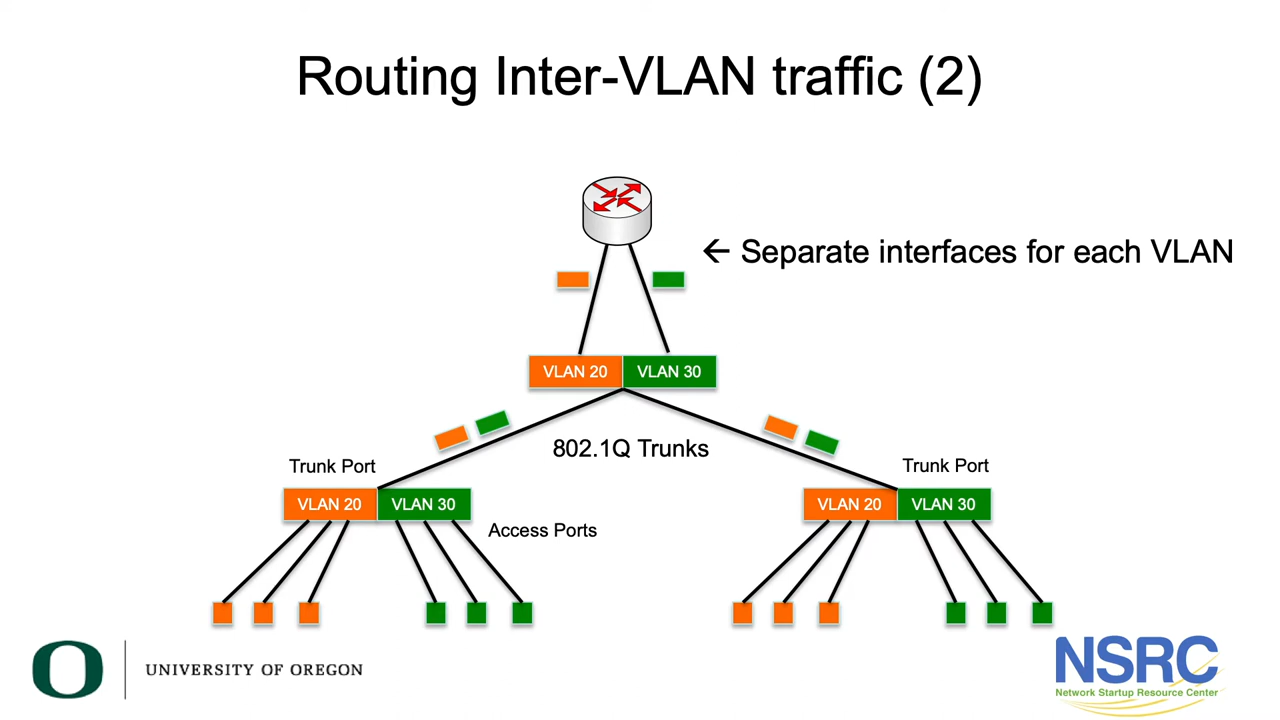 Routing Inter-VLAN traffic (2)
← Separate interfaces for each VLAN
VLAN 20 VLAN 30
802.1Q Trunks
Trunk Port
Trunk Port
VLAN 20 VLAN 30
VLAN 20 VLAN 30
Access Ports
UNIVERSITY OF OREGON
NSRC
Network Startup Resource Center